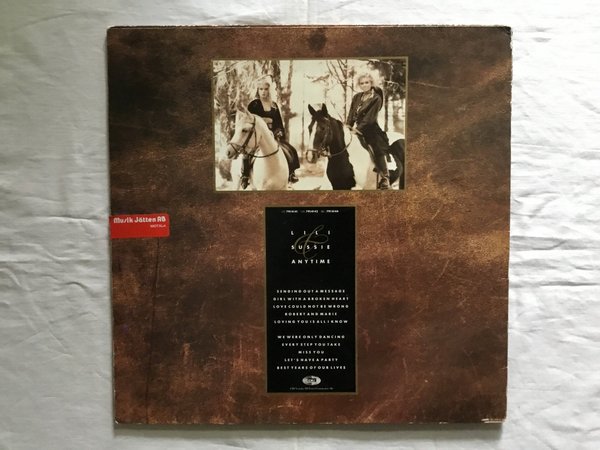 Musik Jätten AB
LILI
&
SUSSIE
ANYTIME
SENDING OUT A MESSAGE
GIRL WITH A BROKEN HEART
LOVE COULD NOT BE WRONG
ROBERT AND MARIE
LOVING YOU IS ALL I KNOW
WE WERE ONLY DANCING
EVERY STEP YOU TAKE
MISS YOU
LET'S HAVE A PARTY
BEST YEARS OF OUR LIVES